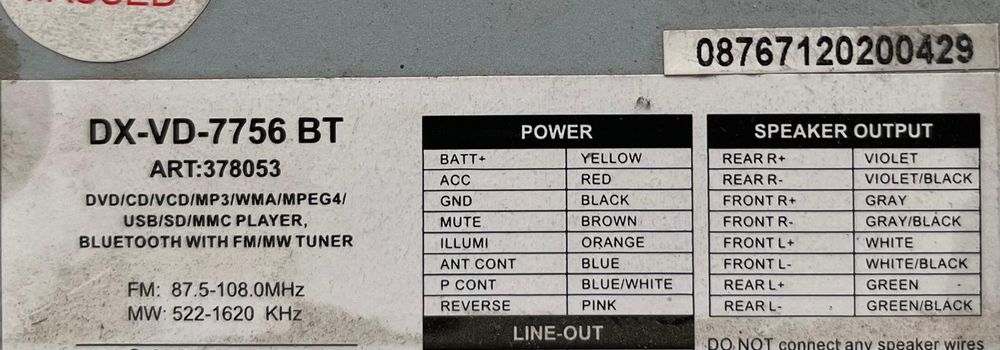 PASSED
08767120200429
DX-VD-7756 BT
ART:378053
DVD/CD/VCD/MP3/WMA/MPEG4/
USB/SD/MMC PLAYER,
BLUETOOTH WITH FM/MW TUNER
FM: 87.5-108.0MHz
MW: 522-1620 KHz
POWER
BATT+ YELLOW
ACC RED
GND BLACK
MUTE BROWN
ILLUMI ORANGE
ANT.CONT BLUE
P CONT BLUE/WHITE
REVERSE PINK
LINE-OUT
SPEAKER OUTPUT
REAR R+ VIOLET
REAR R- VIOLET/BLACK
FRONT R+ GRAY
FRONT R- GRAY/BLACK
FRONT L+ WHITE
FRONT L- WHITE/BLACK
REAR L+ GREEN
REAR L- GREEN/BLACK
DO NOT connect any speaker wires